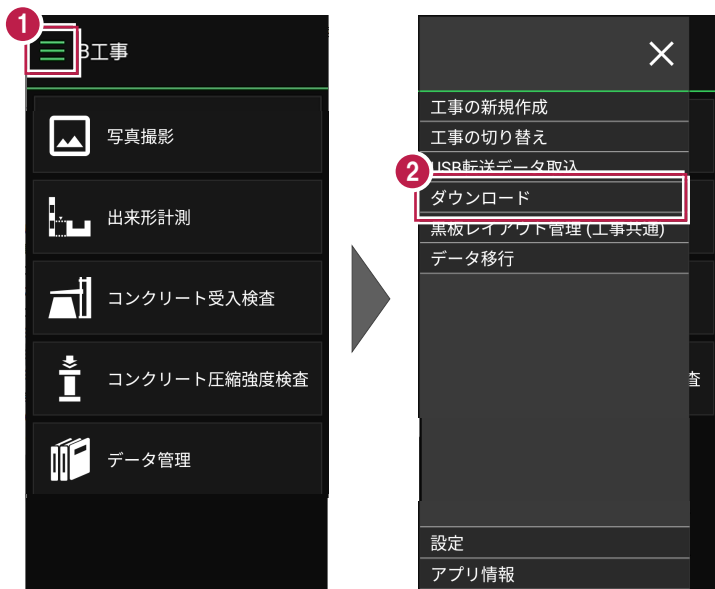 1
B工事
写真撮影
出来形計測
コンクリート受入検査
コンクリート圧縮強度検査
データ管理
工事の新規作成
工事の切り替え
USB転送データ取込
2
ダウンロード
黒板レイアウト管理 (工事共通)
データ移行
査
設定
アプリ情報